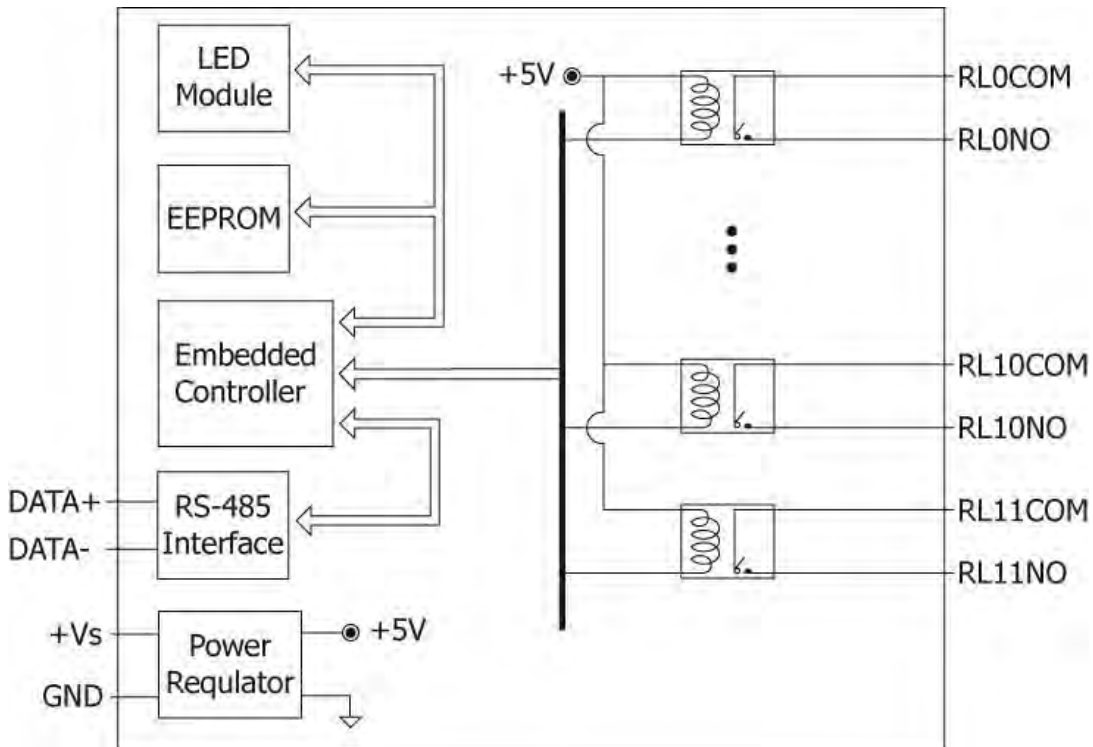 LED
Module
EEPROM
Embedded
Controller
RS-485
Interface
Power
Requlator
DATA+
DATA-
+Vs
GND
+5V
+5V
RL0COM
RL0NO
RL10COM
RL10NO
RL11COM
RL11NO